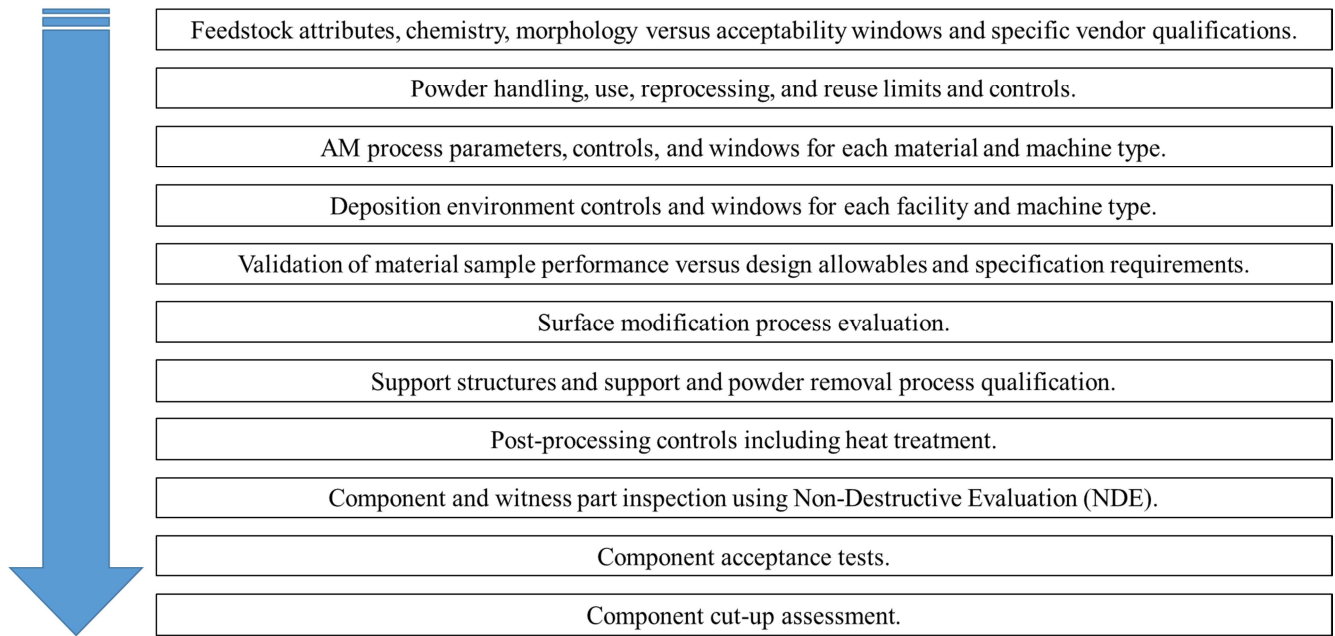 Feedstock attributes, chemistry, morphology versus acceptability windows and specific vendor qualifications.
Powder handling, use, reprocessing, and reuse limits and controls.
AM process parameters, controls, and windows for each material and machine type.
Deposition environment controls and windows for each facility and machine type.
Validation of material sample performance versus design allowables and specification requirements.
Surface modification process evaluation.
Support structures and support and powder removal process qualification.
Post-processing controls including heat treatment.
Component and witness part inspection using Non-Destructive Evaluation (NDE).
Component acceptance tests.
Component cut-up assessment.